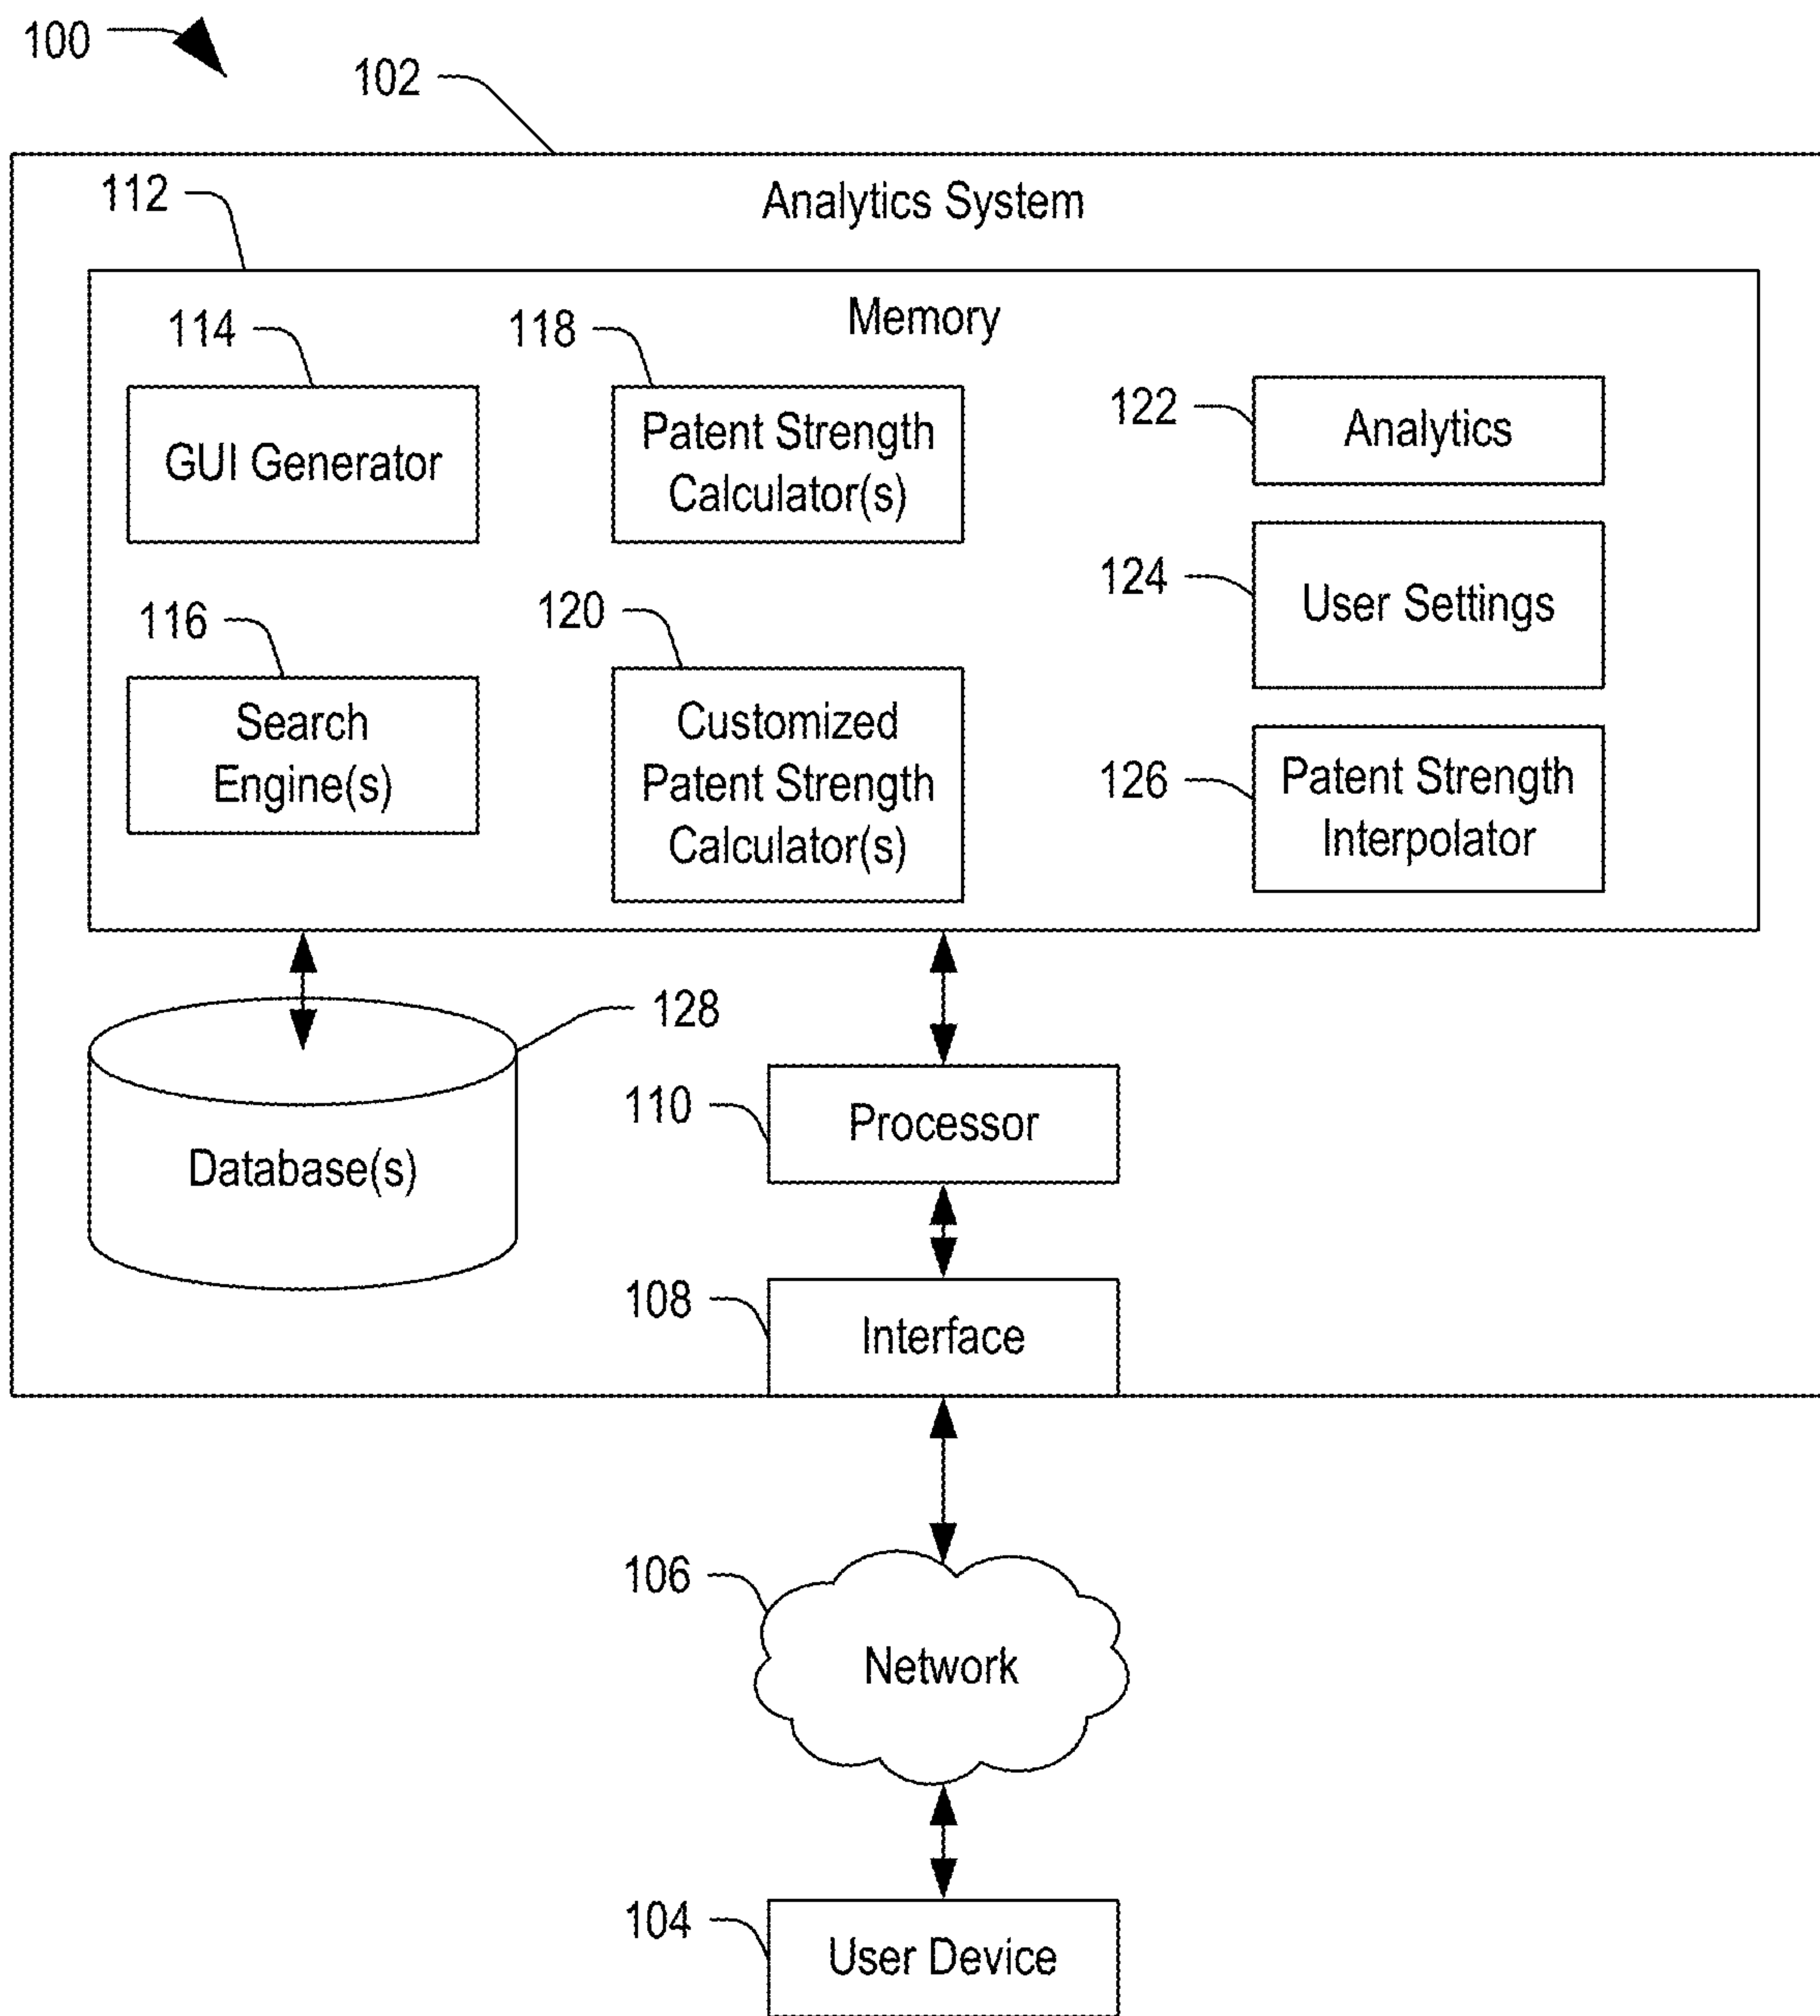 100
102
Analytics System
112
Memory
114
GUI Generator
118
Patent Strength
Calculator(s)
122
Analytics
124
User Settings
116
Search
Engine(s)
120
Customized
Patent Strength
Calculator(s)
126
Patent Strength
Interpolator
128
Database(s)
110
Processor
108
Interface
106
Network
104
User Device